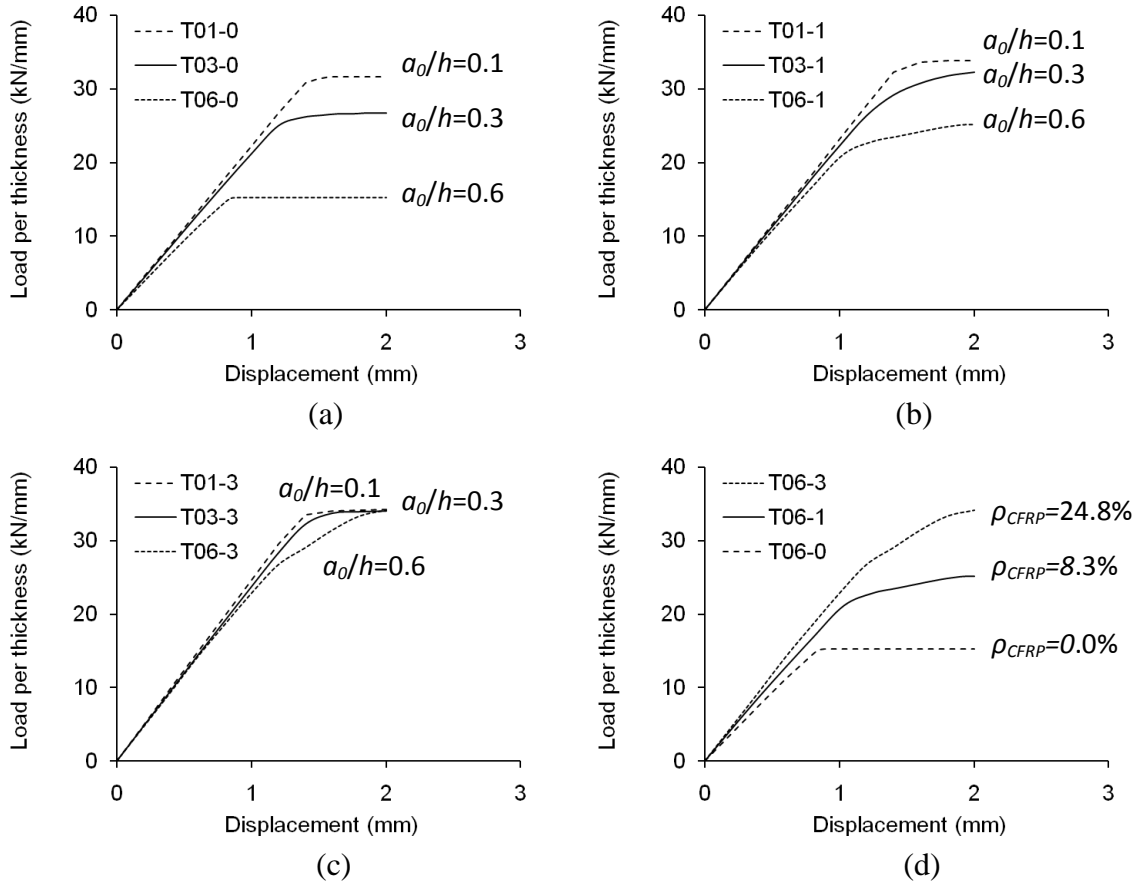 Load per thickness (kN/mm)
40
30
20
10
0
T01-0
T03-0
T06-0
a0/h=0.1
a0/h=0.3
a0/h=0.6
0 1 2 3
Displacement (mm)
(a)
Load per thickness (kN/mm)
40
30
20
10
0
T01-1
T03-1
T06-1
a0/h=0.1
a0/h=0.3
a0/h=0.6
0 1 2 3
Displacement (mm)
(b)
Load per thickness (kN/mm)
40
30
20
10
0
T01-3
T03-3
T06-3
a0/h=0.1
a0/h=0.3
a0/h=0.6
0 1 2 3
Displacement (mm)
(c)
Load per thickness (kN/mm)
40
30
20
10
0
T06-3
T06-1
T06-0
ρCFRP=24.8%
ρCFRP=8.3%
ρCFRP=0.0%
0 1 2 3
Displacement (mm)
(d)